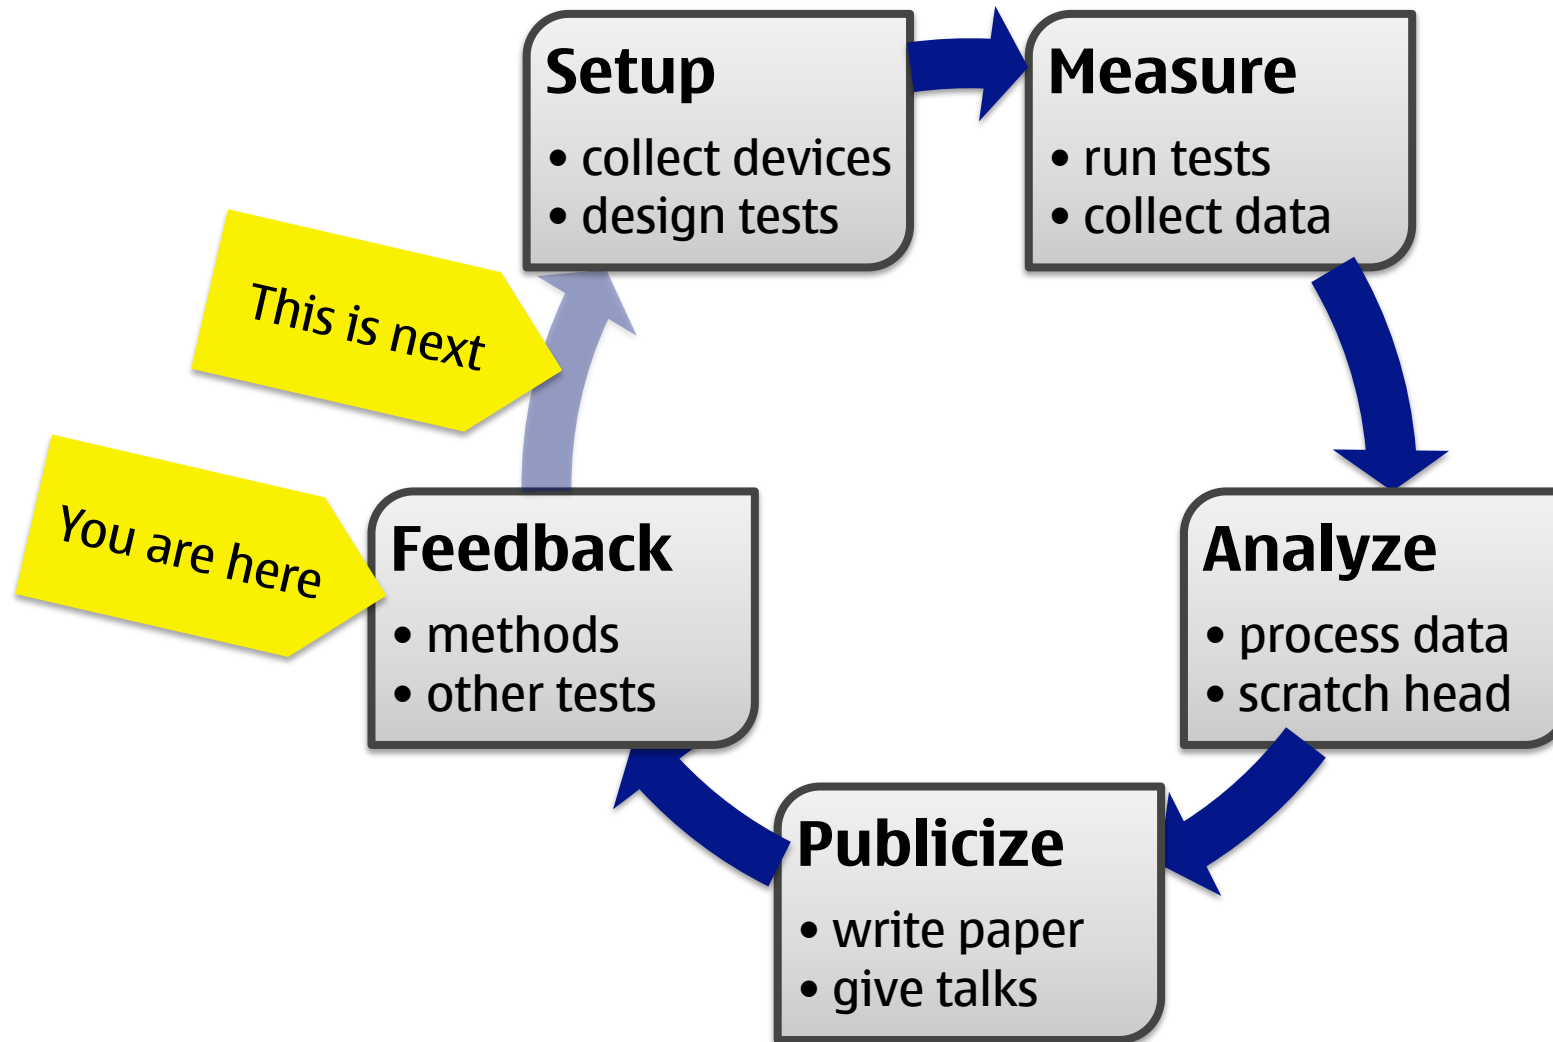 Setup
• collect devices
• design tests
Measure
• run tests
• collect data
This is next
You are here
Feedback
• methods
• other tests
Analyze
• process data
• scratch head
Publicize
• write paper
• give talks